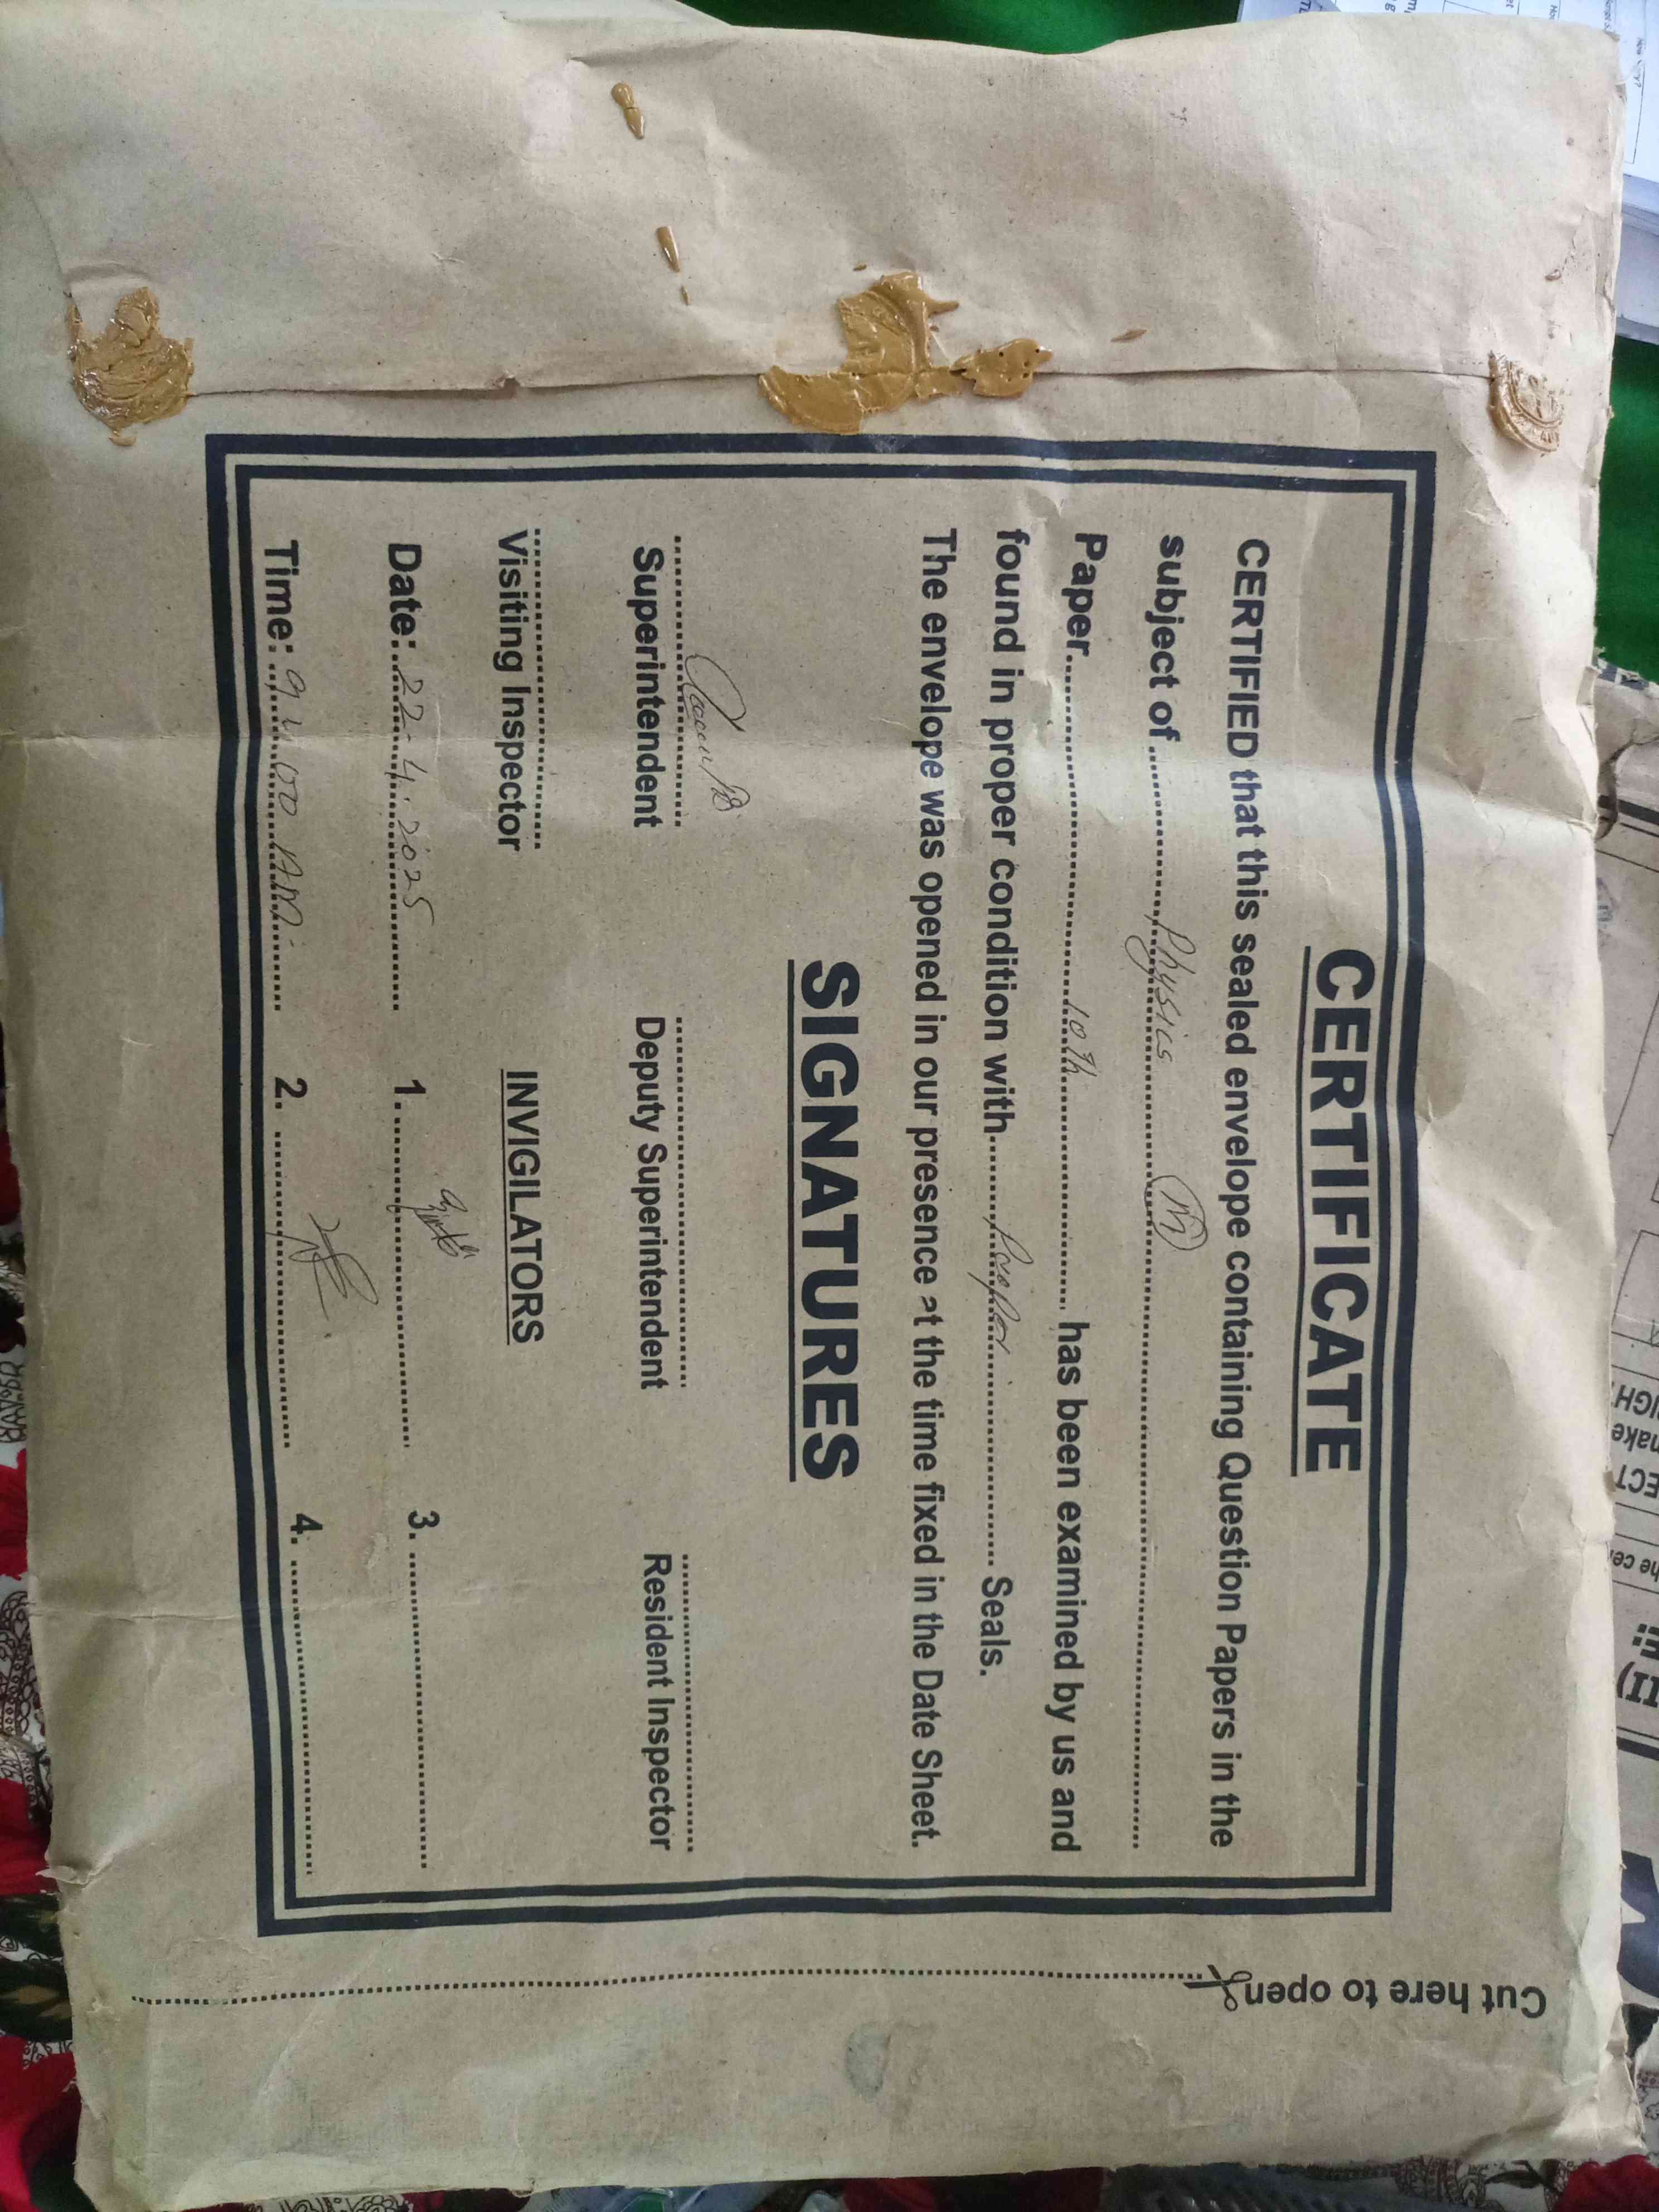 CERTIFICATE
CERTIFIED that this sealed envelope containing Question Papers in the
subject of ............ Physics (M) ............
Paper ............ 10th ............ has been examined by us and
found in proper condition with ............ Proper ............ Seals.
The envelope was opened in our presence at the time fixed in the Date Sheet.
SIGNATURES
Superintendent Deputy Superintendent Resident Inspector
Visiting Inspector INVIGILATORS
Date: 22-4-2025 1. ............ 3. ............
Time: 9:00 AM 2. ............ 4. ............
Cut here to open